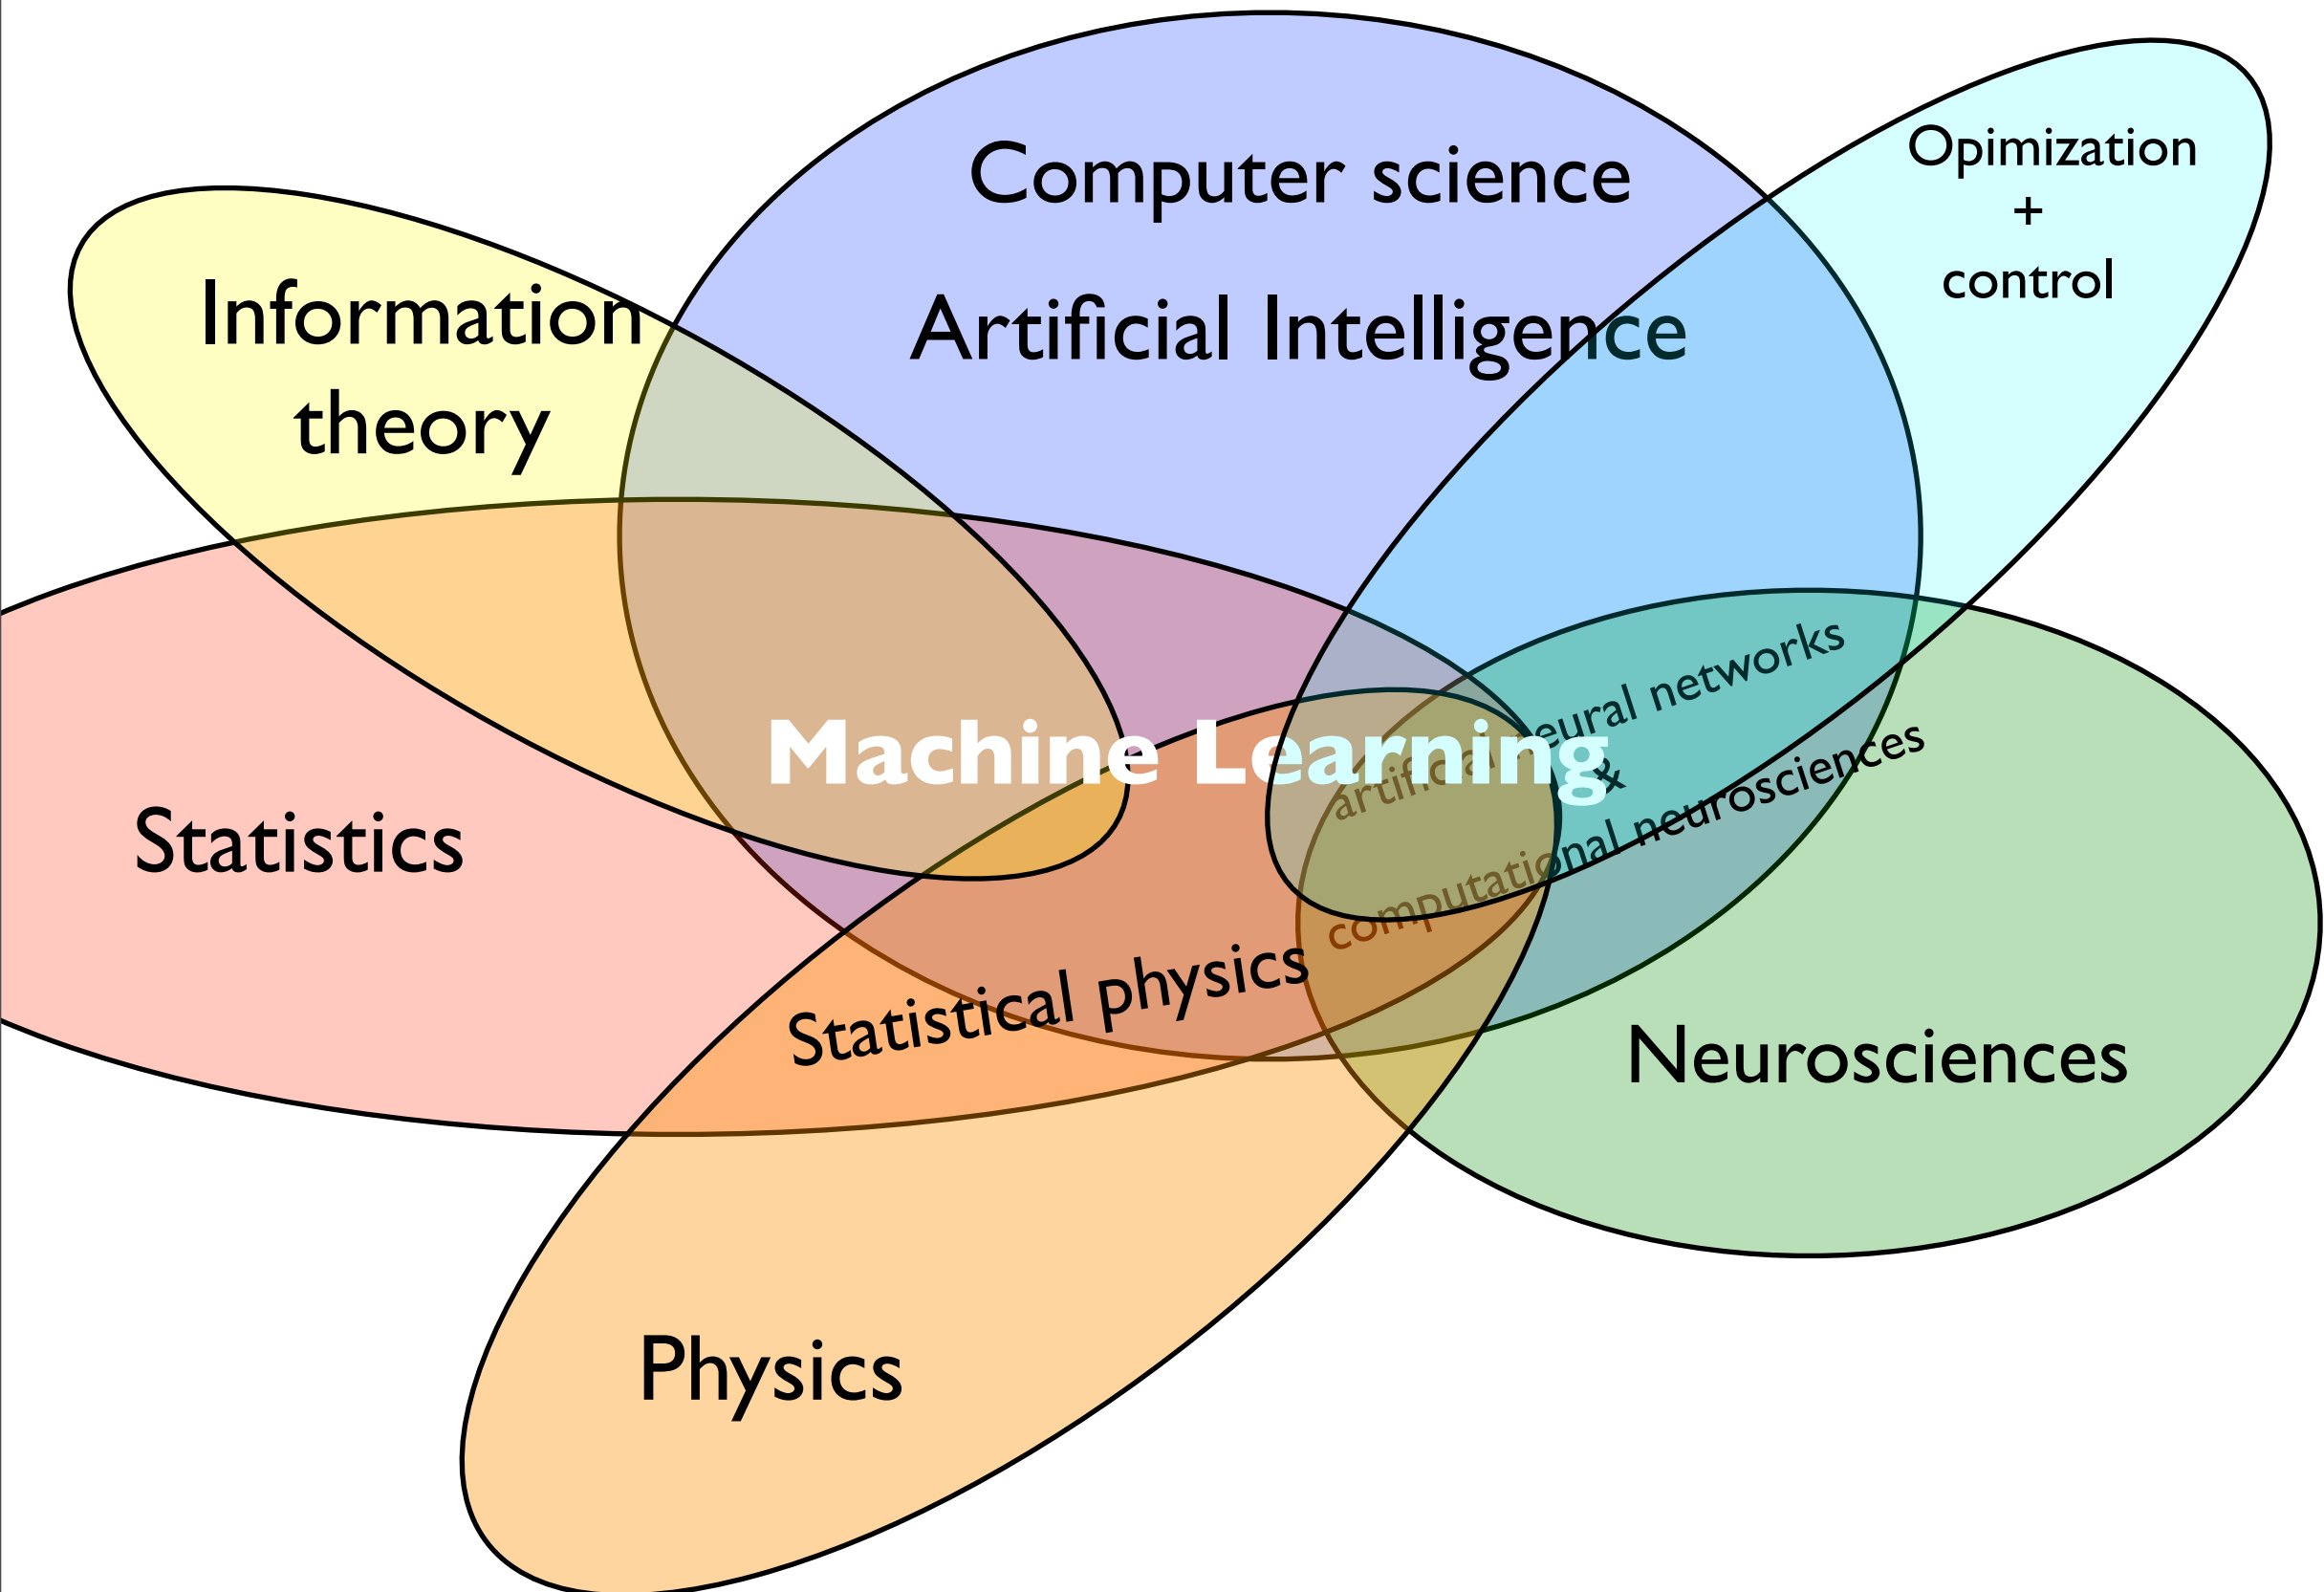 Computer science
Artificial Intelligence
Opimization
+
control
Information
theory
artificial neural networks
&
computational neurosciences
Machine Learning
Statistics
Statistical physics
Neurosciences
Physics